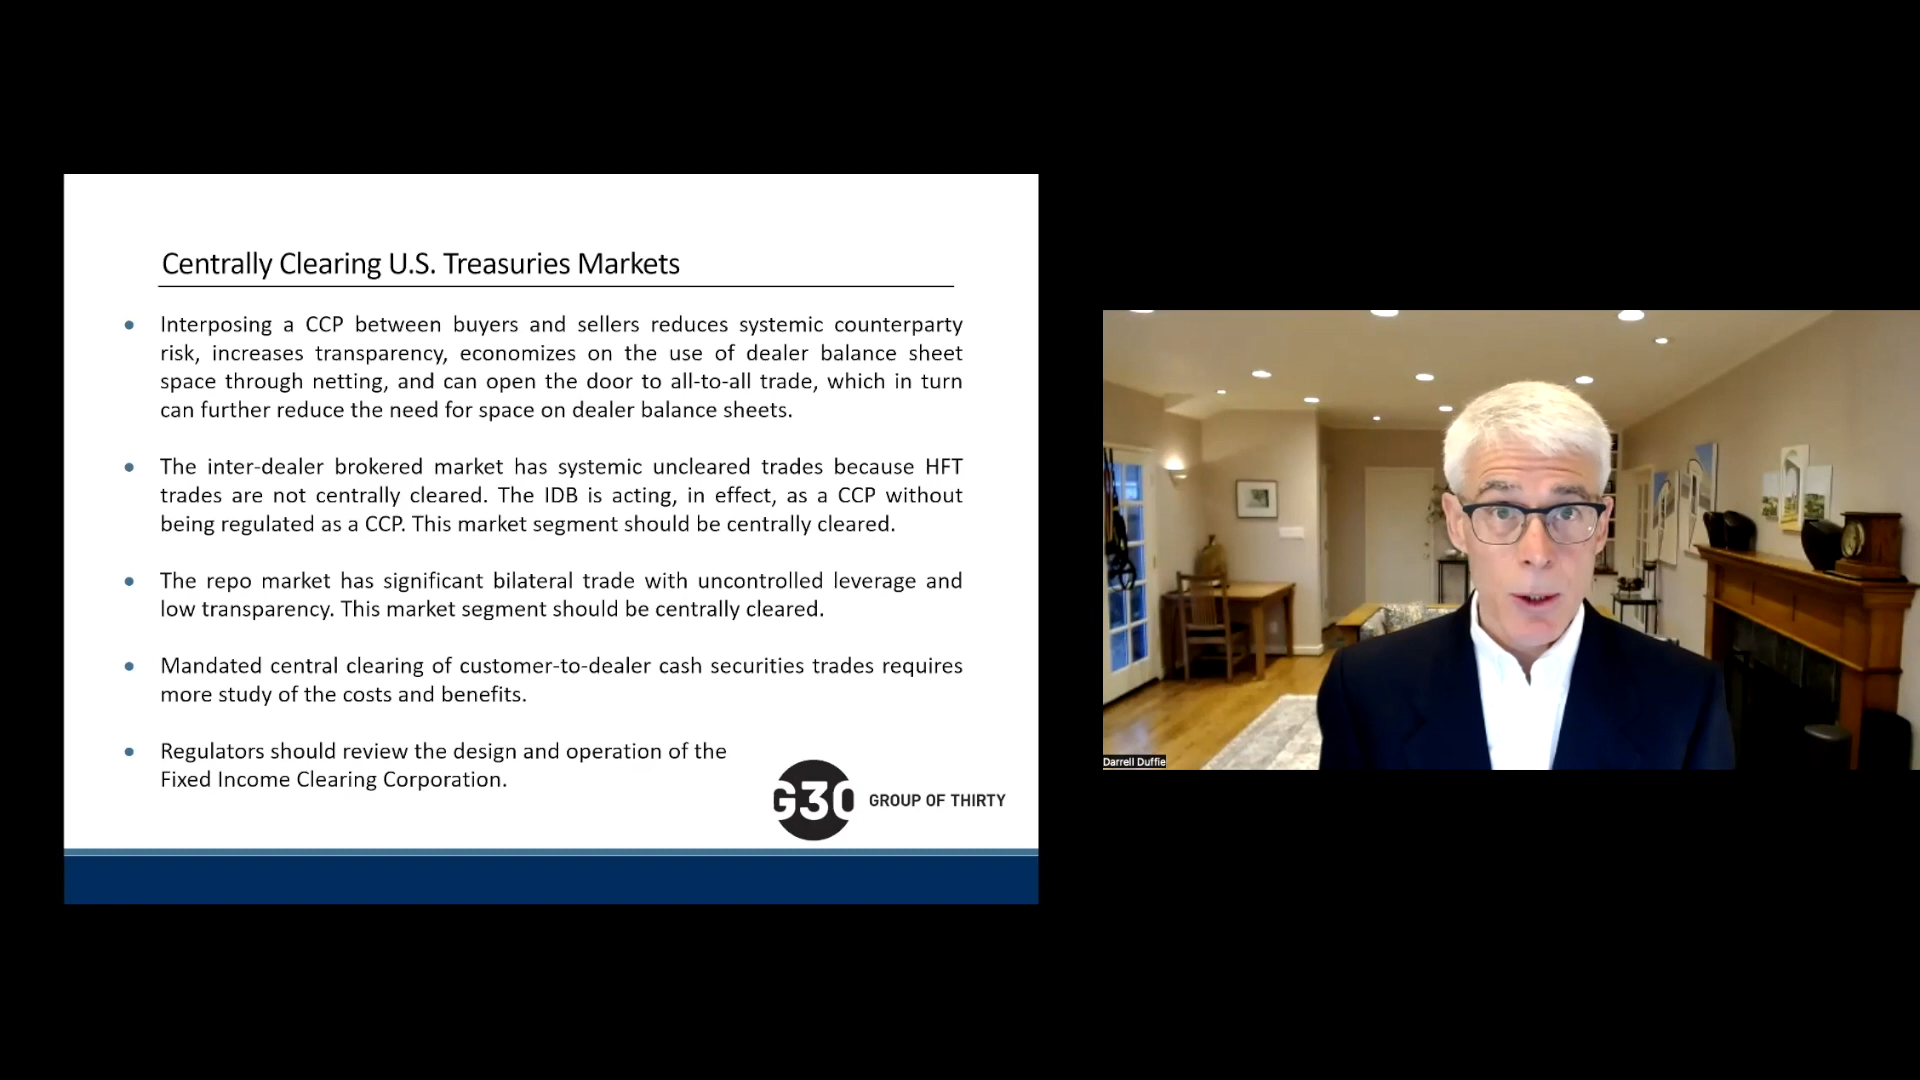 Centrally Clearing U.S. Treasuries Markets
• Interposing a CCP between buyers and sellers reduces systemic counterparty
risk, increases transparency, economizes on the use of dealer balance sheet
space through netting, and can open the door to all-to-all trade, which in turn
can further reduce the need for space on dealer balance sheets.
• The inter-dealer brokered market has systemic uncleared trades because HFT
trades are not centrally cleared. The IDB is acting, in effect, as a CCP without
being regulated as a CCP. This market segment should be centrally cleared.
• The repo market has significant bilateral trade with uncontrolled leverage and
low transparency. This market segment should be centrally cleared.
• Mandated central clearing of customer-to-dealer cash securities trades requires
more study of the costs and benefits.
• Regulators should review the design and operation of the
Fixed Income Clearing Corporation.
G30 GROUP OF THIRTY
Darrell Duffie